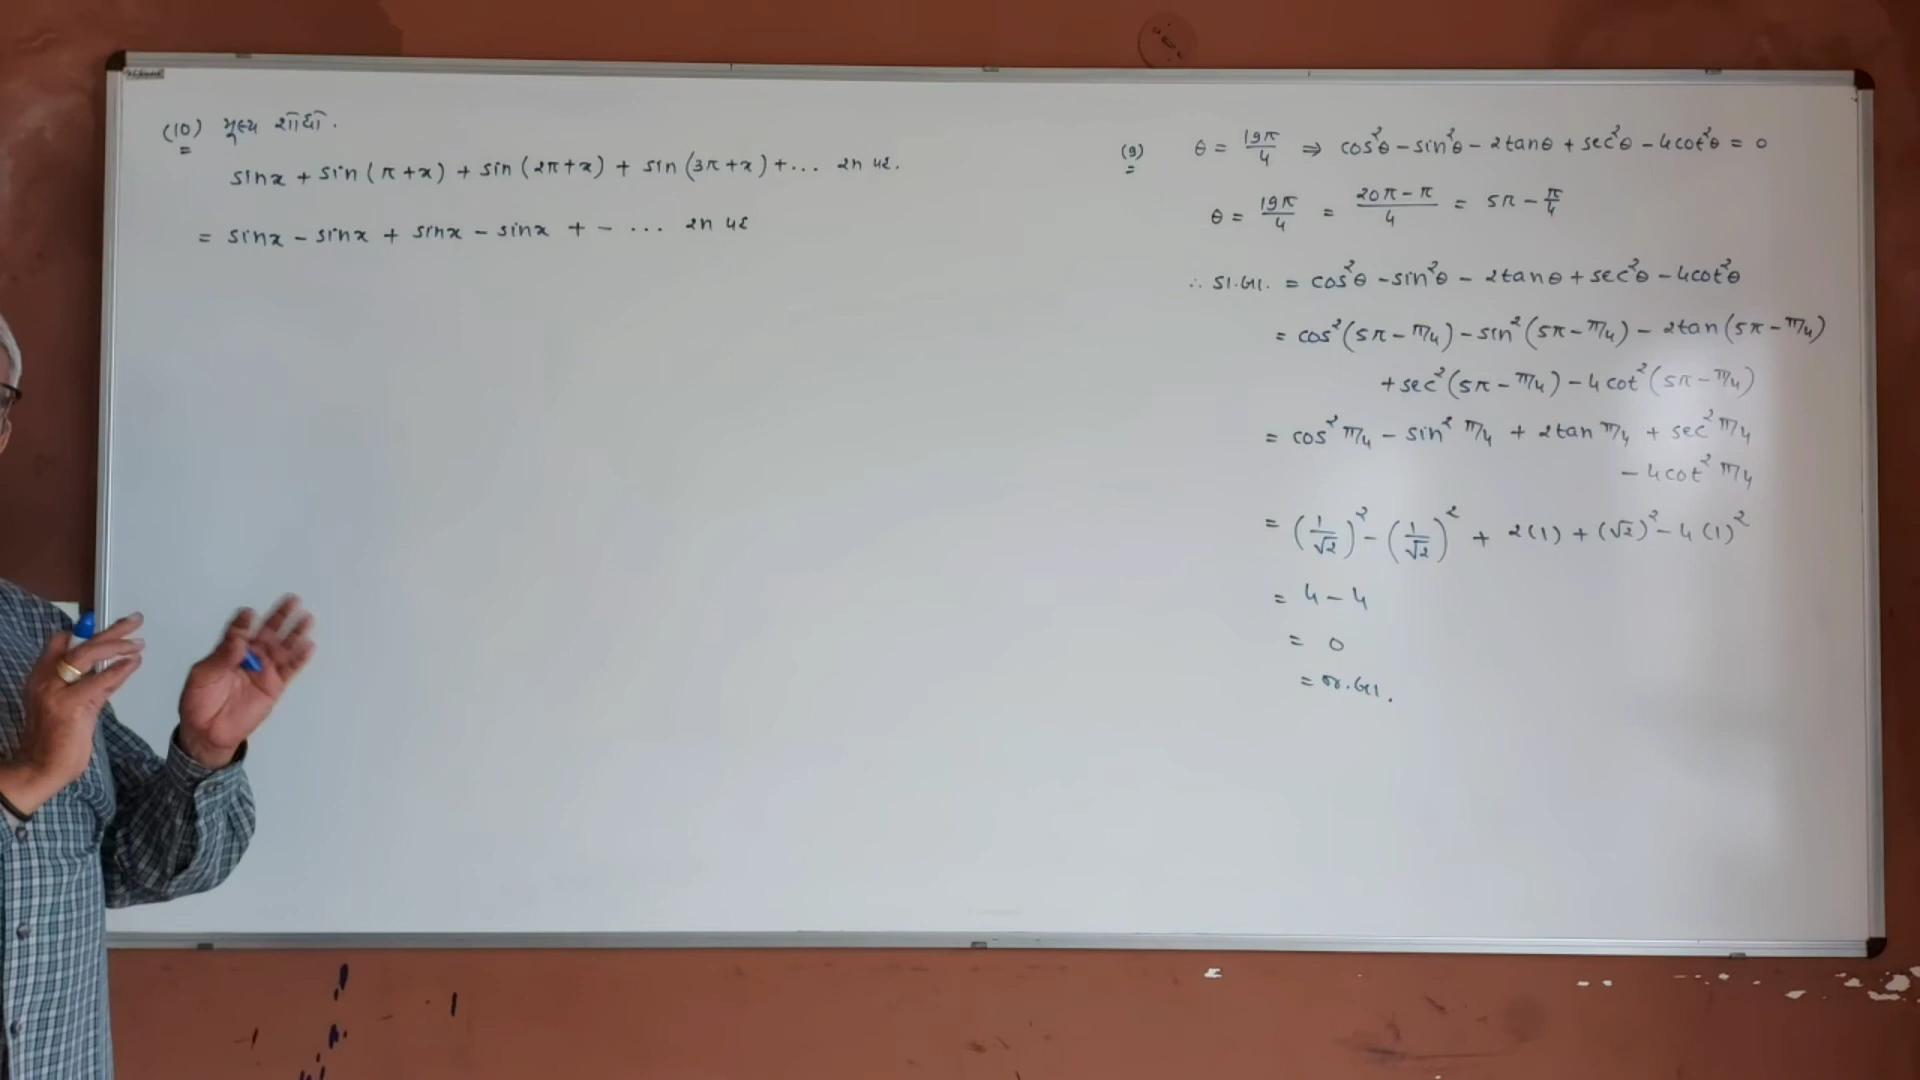 (10) મૂલ્ય શોધો.
sinx + sin(π+x) + sin(2π+x) + sin(3π+x) + ... 2n પદ.
= sinx - sinx + sinx - sinx + - ... 2n પદ
(9) θ = 19π/4 ⇒ cos²θ - sin²θ - 2tanθ + sec²θ - 4cot²θ = 0
θ = 19π/4 = (20π - π)/4 = 5π - π/4
∴ ડા.બા. = cos²θ - sin²θ - 2tanθ + sec²θ - 4cot²θ
= cos²(5π - π/4) - sin²(5π - π/4) - 2tan(5π - π/4)
+ sec²(5π - π/4) - 4cot²(5π - π/4)
= cos² π/4 - sin² π/4 + 2tan π/4 + sec² π/4
- 4cot² π/4
= (1/√2)² - (1/√2)² + 2(1) + (√2)² - 4(1)²
= 4 - 4
= 0
= જ.બા.